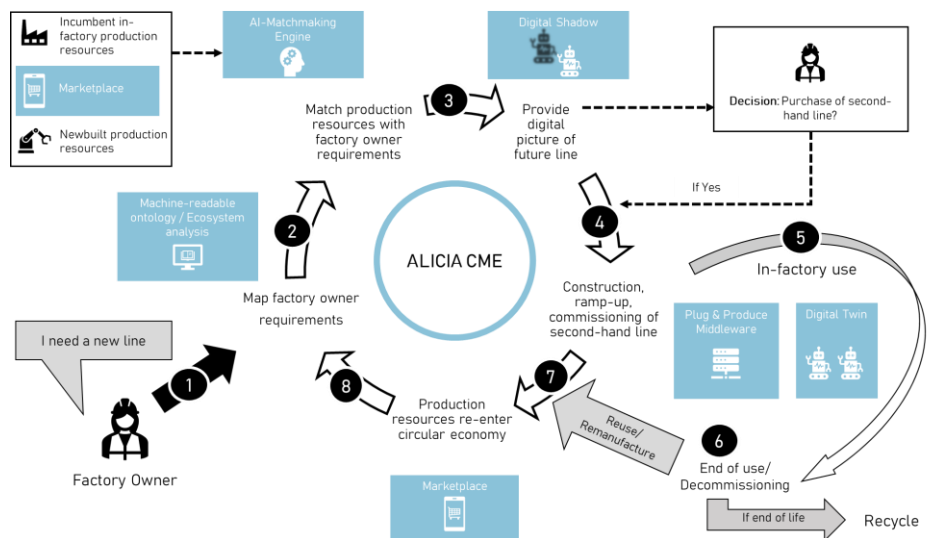 Incumbent in-
factory production
resources
Marketplace
Newbuilt production
resources
AI-Matchmaking
Engine
Digital Shadow
Decision: Purchase of second-
hand line?
3
Match production
resources with
factory owner
requirements
Provide
digital
picture of
future line
If Yes
Machine-readable
ontology / Ecosystem
analysis
2
4
5
In-factory use
ALICIA CME
Map factory owner
requirements
Construction,
ramp-up,
commissioning of
second-hand line
Plug & Produce
Middleware
Digital Twin
I need a new line
1
8
7
Production
resources re-enter
circular economy
Reuse/
Remanufacture
6
End of use/
Decommissioning
Factory Owner
Marketplace
If end of life
Recycle